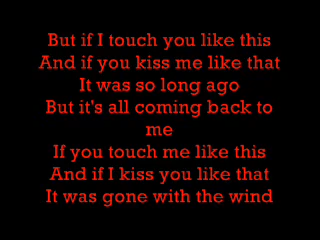 But if I touch you like this
And if you kiss me like that
It was so long ago
But it's all coming back to
me
If you touch me like this
And if I kiss you like that
It was gone with the wind